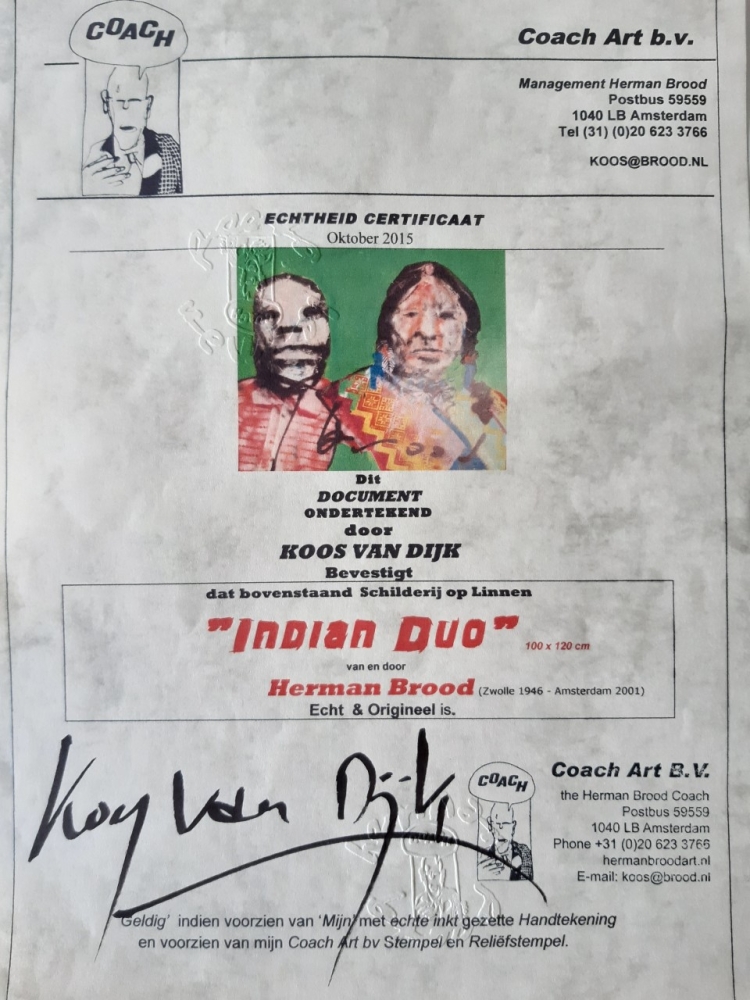 COACH
Coach Art b.v.
Management Herman Brood
Postbus 59559
1040 LB Amsterdam
Tel (31) (0)20 623 3766
KOOS@BROOD.NL
ECHTHEID CERTIFICAAT
Oktober 2015
Dit
DOCUMENT
ONDERTEKEND
door
KOOS VAN DIJK
Bevestigt
dat bovenstaand Schilderij op Linnen
"Indian Duo" 100 x 120 cm
van en door
Herman Brood (Zwolle 1946 - Amsterdam 2001)
Echt & Origineel is.
Koos van Dijk
COACH
Coach Art B.V.
the Herman Brood Coach
Postbus 59559
1040 LB Amsterdam
Phone +31 (0)20 623 3766
hermanbroodart.nl
E-mail: koos@brood.nl
'Geldig' indien voorzien van 'Mijn' met echte inkt gezette Handtekening
en voorzien van mijn Coach Art bv Stempel en Reliëfstempel.